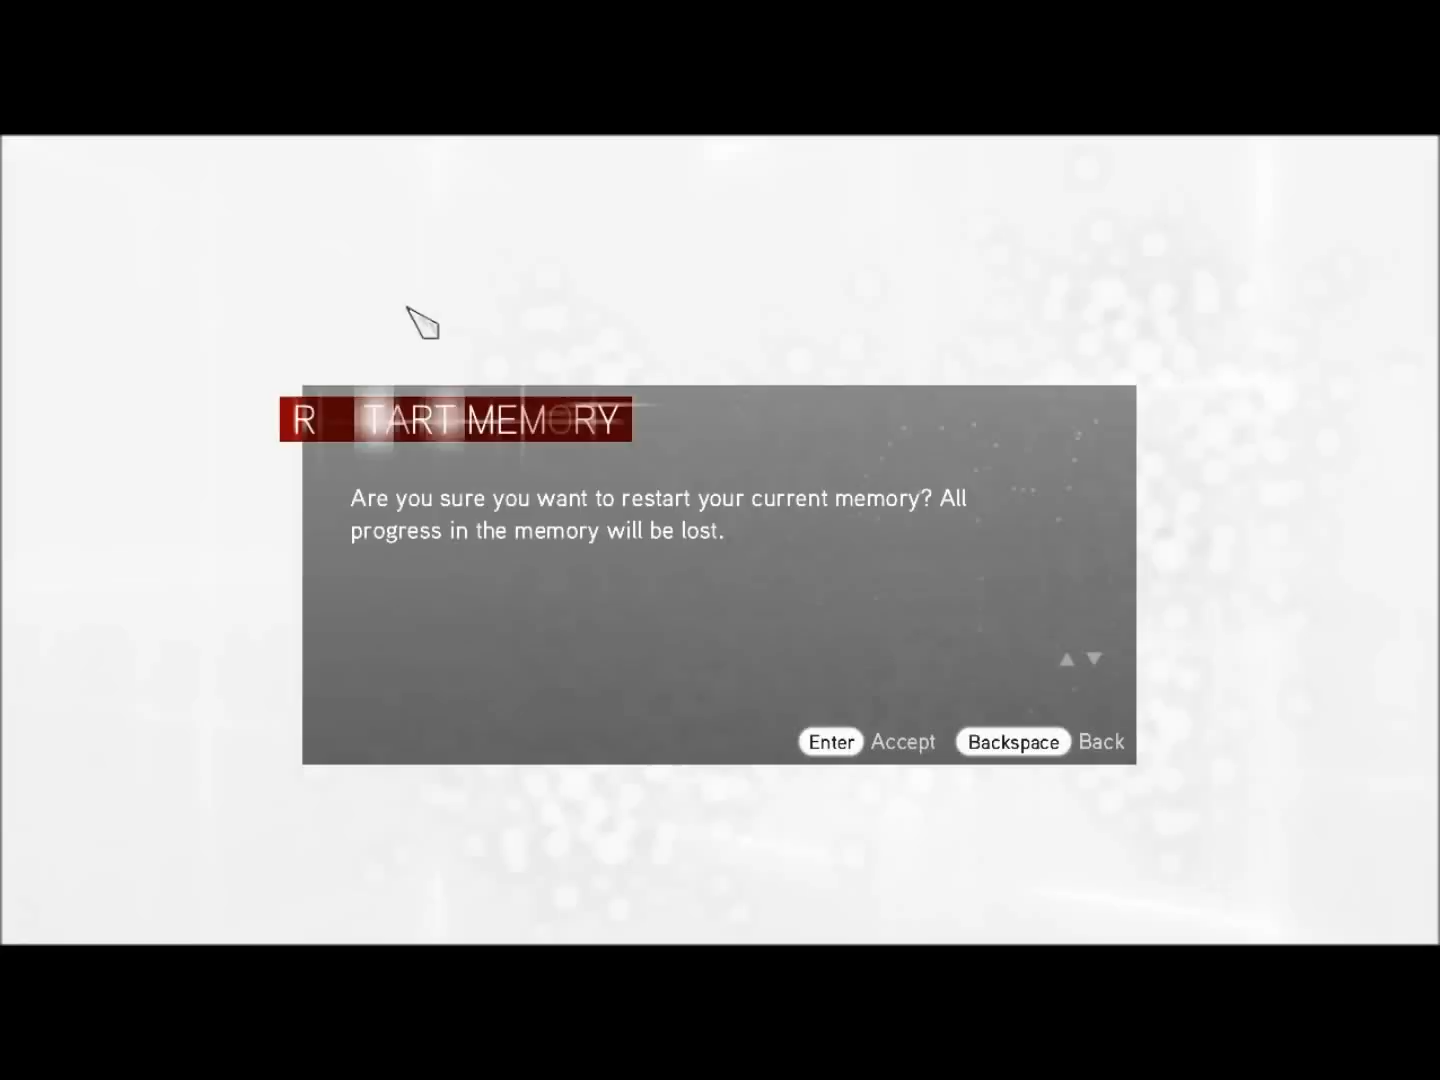 R TART MEMORY
Are you sure you want to restart your current memory? All
progress in the memory will be lost.
Enter Accept Backspace Back